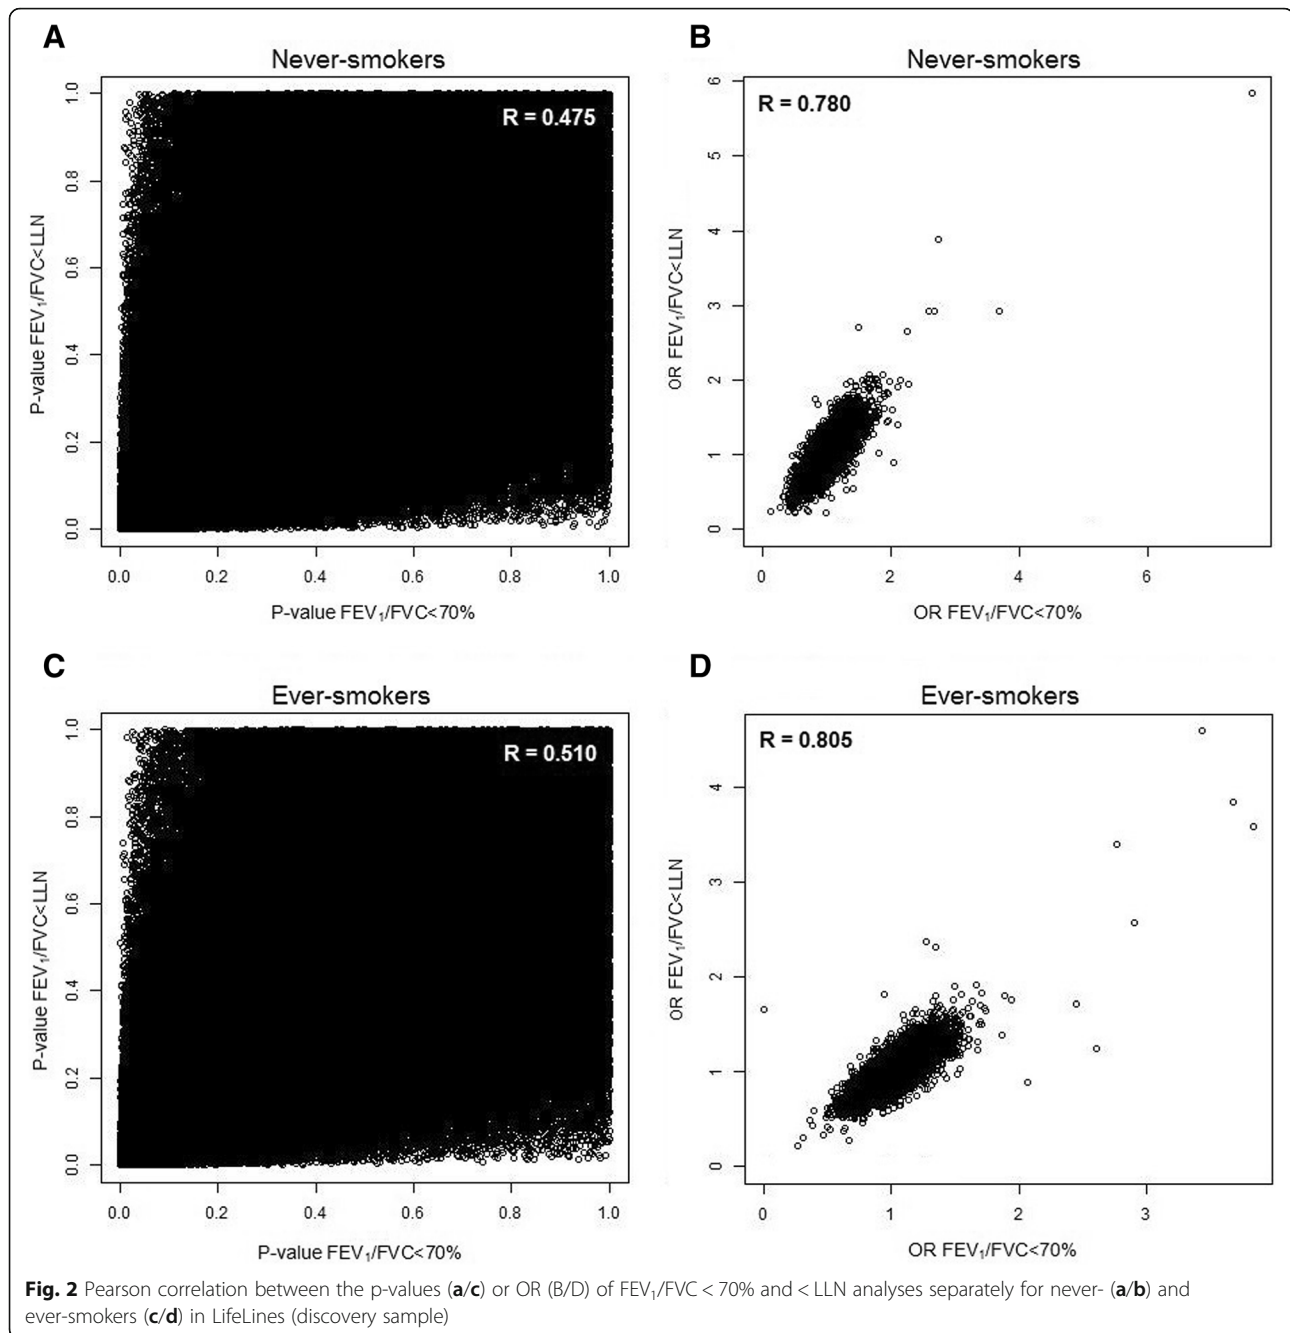 A
Never-smokers
R = 0.475
P-value FEV₁/FVC<LLN
0.0 0.2 0.4 0.6 0.8 1.0
0.0 0.2 0.4 0.6 0.8 1.0
P-value FEV₁/FVC<70%
B
Never-smokers
R = 0.780
OR FEV₁/FVC<LLN
0 1 2 3 4 5 6
0 2 4 6
OR FEV₁/FVC<70%
C
Ever-smokers
R = 0.510
P-value FEV₁/FVC<LLN
0.0 0.2 0.4 0.6 0.8 1.0
0.0 0.2 0.4 0.6 0.8 1.0
P-value FEV₁/FVC<70%
D
Ever-smokers
R = 0.805
OR FEV₁/FVC<LLN
0 1 2 3 4
0 1 2 3
OR FEV₁/FVC<70%
Fig. 2 Pearson correlation between the p-values (a/c) or OR (B/D) of FEV₁/FVC < 70% and < LLN analyses separately for never- (a/b) and
ever-smokers (c/d) in LifeLines (discovery sample)